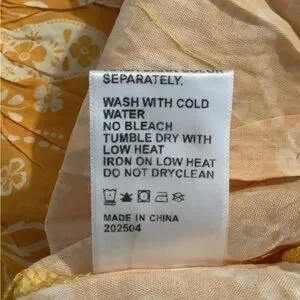 SEPARATELY.
WASH WITH COLD
WATER
NO BLEACH
TUMBLE DRY WITH
LOW HEAT
IRON ON LOW HEAT
DO NOT DRYCLEAN
MADE IN CHINA
202504